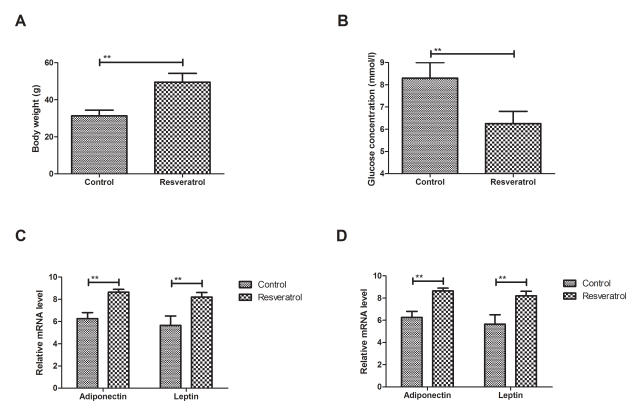 A
Body weight (g)
60
40
20
0
**
Control
Resveratrol
B
Glucose concentration (mmol/l)
9
8
7
6
5
4
**
Control
Resveratrol
C
Relative mRNA level
10
8
6
4
2
0
**
**
Adiponectin
Leptin
Control
Resveratrol
D
Relative mRNA level
10
8
6
4
2
0
**
**
Adiponectin
Leptin
Control
Resveratrol